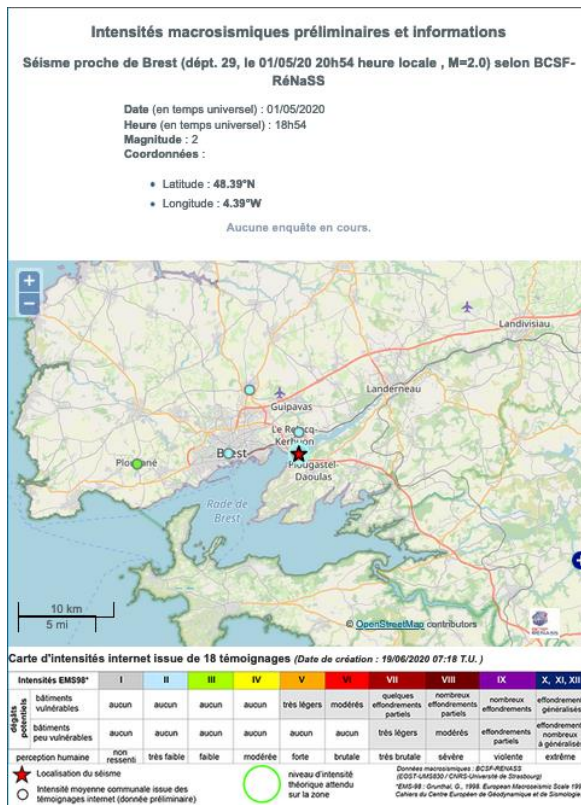 Intensités macrosismiques préliminaires et informations
Séisme proche de Brest (dépt. 29, le 01/05/20 20h54 heure locale , M=2.0) selon BCSF-
RéNaSS
Date (en temps universel) : 01/05/2020
Heure (en temps universel) : 18h54
Magnitude : 2
Coordonnées :
• Latitude : 48.39°N
• Longitude : 4.39°W
Aucune enquête en cours.
+
−
Landivisiau
Landerneau
Guipavas
Le Relecq-
Kerhuon
Brest
Plouzané
Plougastel-
Daoulas
Rade de
Brest
10 km
5 mi
© OpenStreetMap contributors
RENASS
Carte d'intensités internet issue de 18 témoignages (Date de création : 19/06/2020 07:18 T.U. )
Intensités EMS98* I II III IV V VI VII VIII IX X, XI, XII
dégâts potentiels
bâtiments vulnérables aucun aucun aucun aucun très légers modérés quelques effondrements partiels nombreux effondrements partiels nombreux effondrements effondrements généralisés
bâtiments peu vulnérables aucun aucun aucun aucun aucun aucun très légers modérés effondrements partiels effondrements nombreux à généralisés
perception humaine non ressenti très faible faible modérée forte brutale très brutale sévère violente extrême
Localisation du séisme
Intensité moyenne communale issue des
témoignages internet (donnée préliminaire)
niveau d'intensité
théorique attendu
sur la zone
Données macrosismiques : BCSF-RENASS
(EOST-UMS830 / CNRS-Université de Strasbourg)
*EMS-98 : Grunthal, G., 1998. European Macroseismic Scale 1998
Cahiers du Centre Européen de Géodynamique et de Sismologie